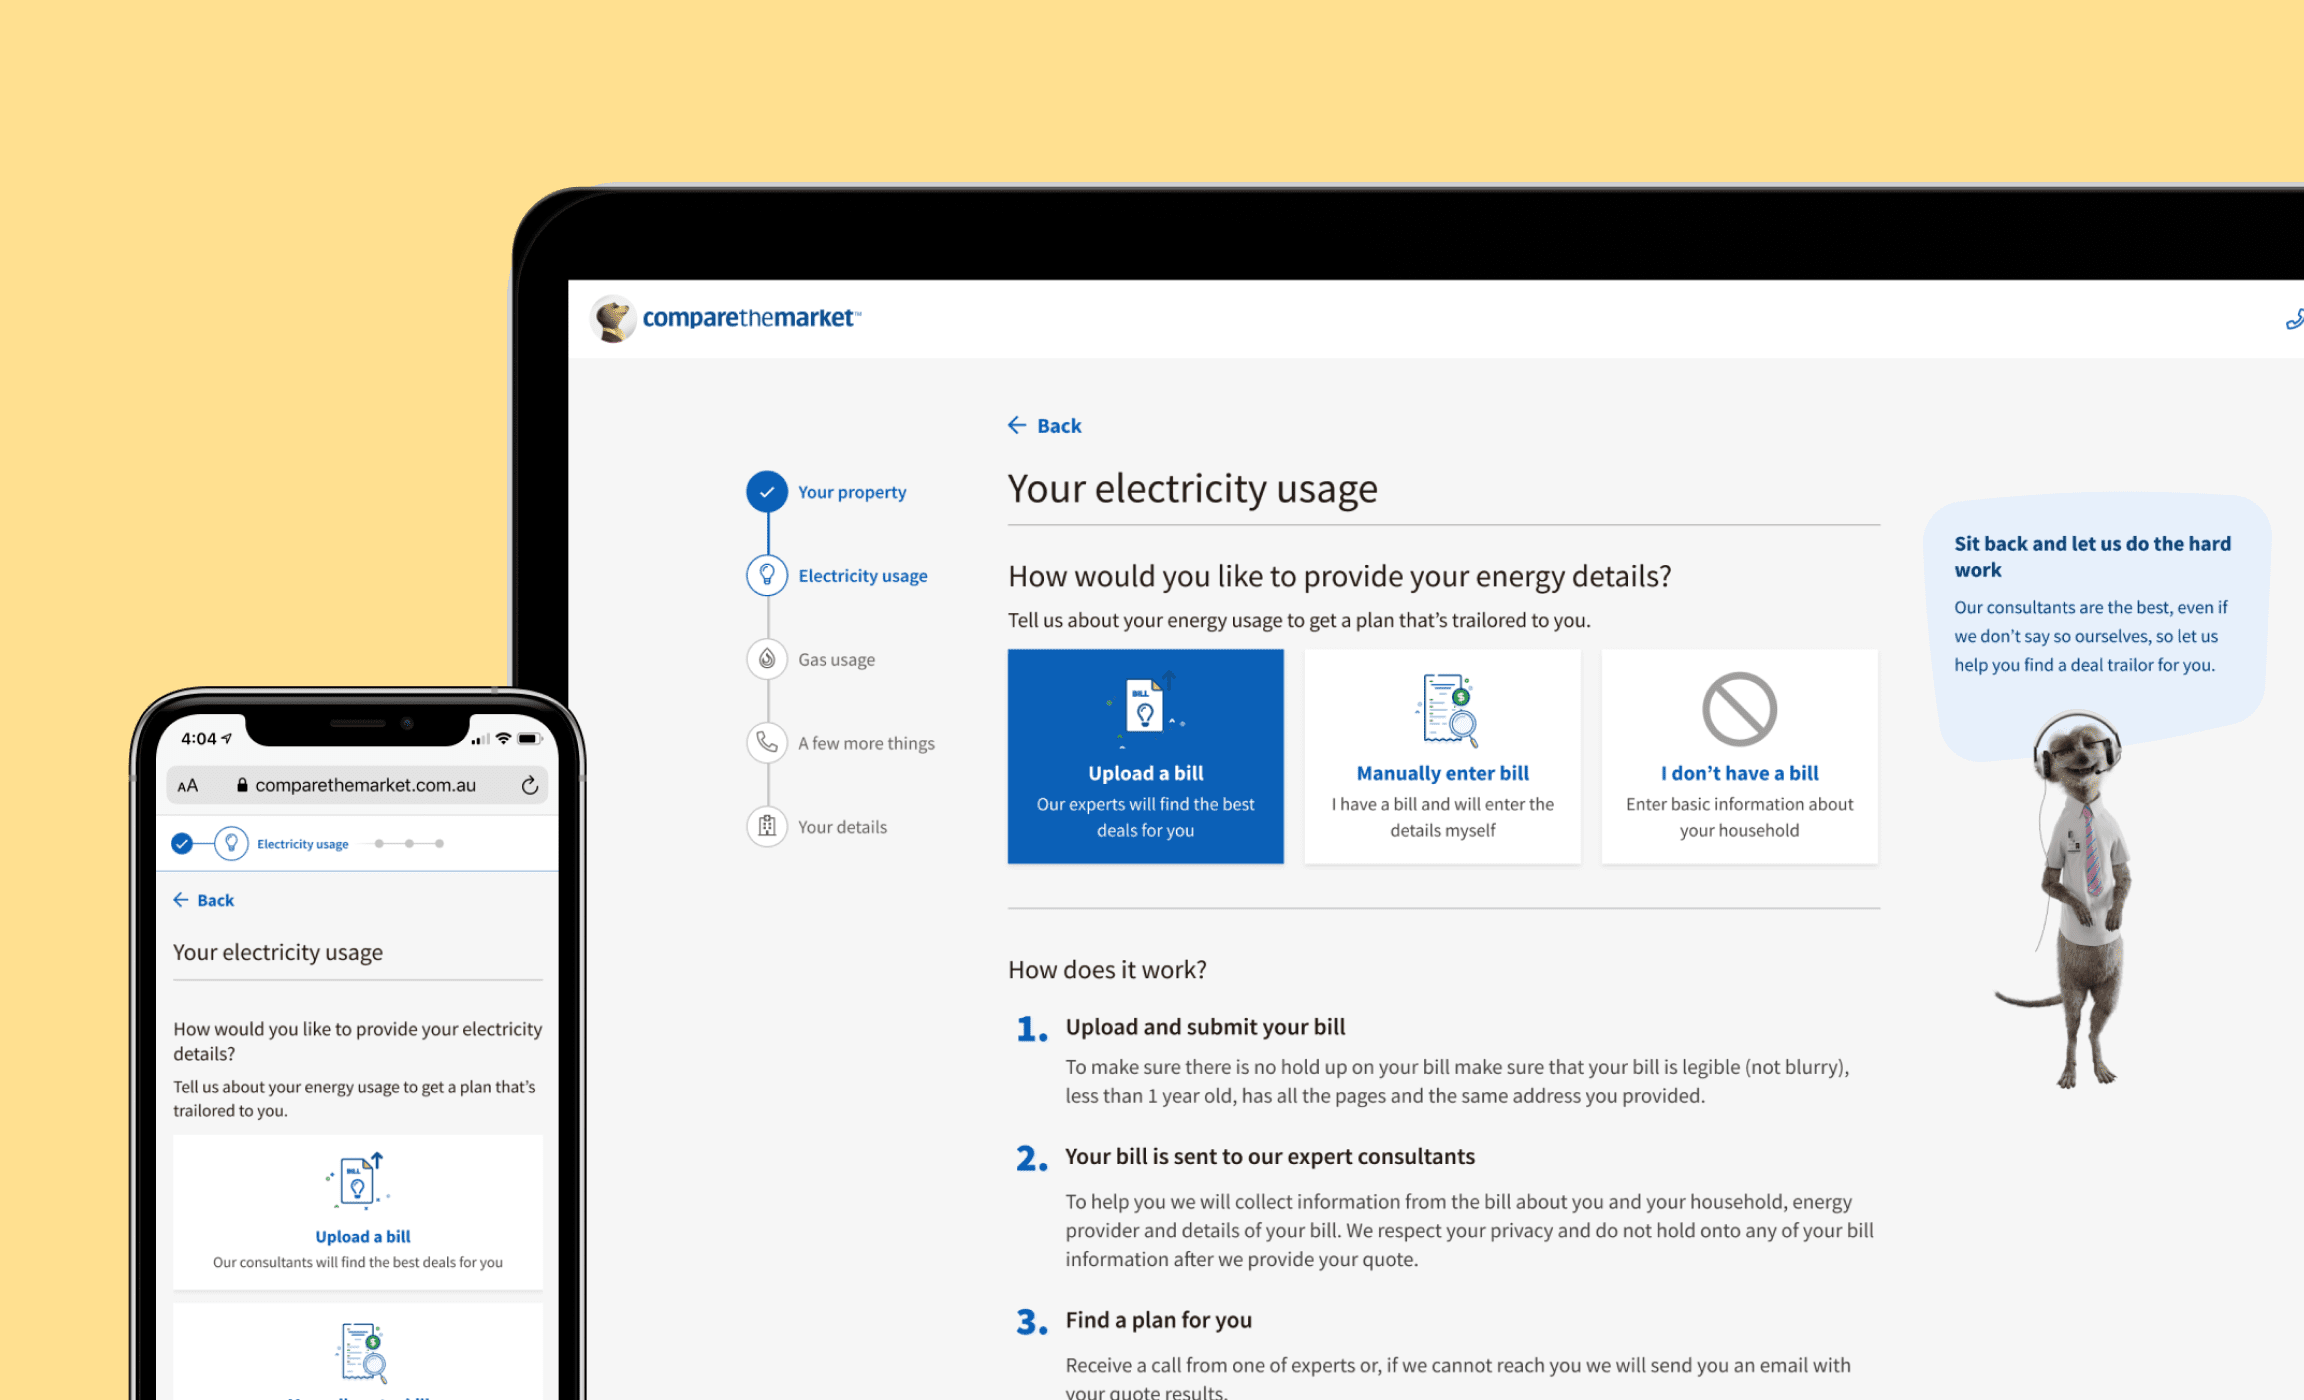 comparethemarket™
Back
Your property
Electricity usage
Gas usage
A few more things
Your details
Your electricity usage
How would you like to provide your energy details?
Tell us about your energy usage to get a plan that's trailored to you.
BILL
Upload a bill
Our experts will find the best
deals for you
Manually enter bill
I have a bill and will enter the
details myself
I don't have a bill
Enter basic information about
your household
Sit back and let us do the hard
work
Our consultants are the best, even if
we don't say so ourselves, so let us
help you find a deal trailor for you.
How does it work?
1. Upload and submit your bill
To make sure there is no hold up on your bill make sure that your bill is legible (not blurry),
less than 1 year old, has all the pages and the same address you provided.
2. Your bill is sent to our expert consultants
To help you we will collect information from the bill about you and your household, energy
provider and details of your bill. We respect your privacy and do not hold onto any of your bill
information after we provide your quote.
3. Find a plan for you
Receive a call from one of experts or, if we cannot reach you we will send you an email with
your quote results.
4:04
AA comparethemarket.com.au
Electricity usage
Back
Your electricity usage
How would you like to provide your electricity
details?
Tell us about your energy usage to get a plan that's
trailored to you.
BILL
Upload a bill
Our consultants will find the best deals for you